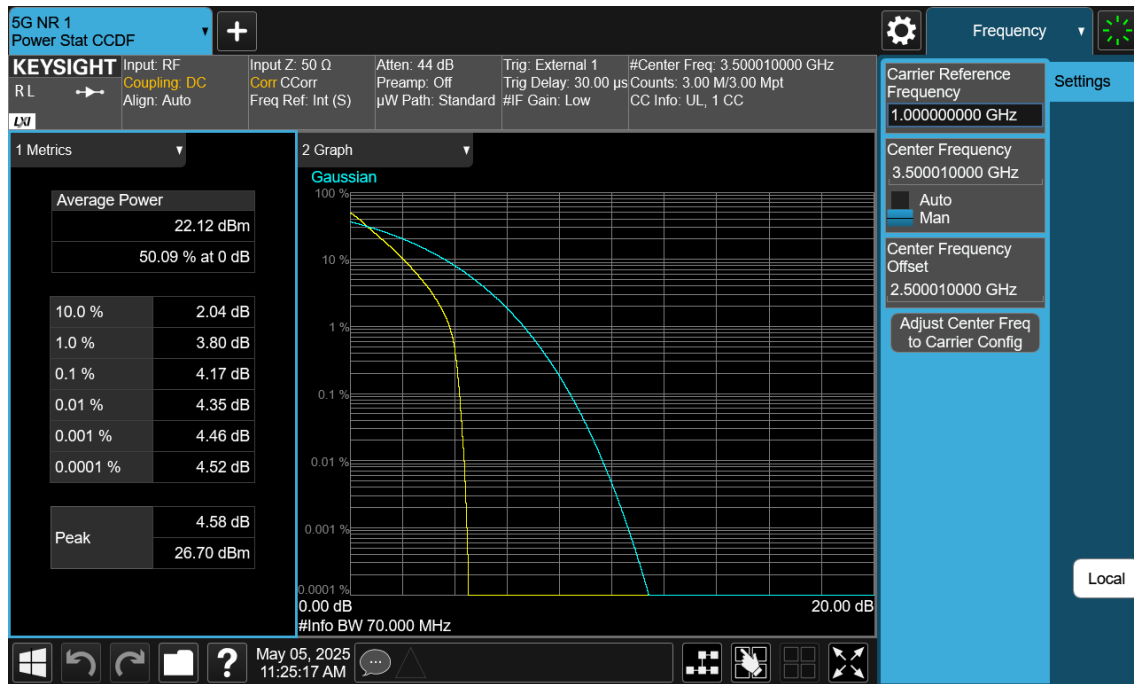 5G NR 1
Power Stat CCDF
+
Frequency
KEYSIGHT
R L
LXI
Input: RF
Coupling: DC
Align: Auto
Input Z: 50 Ω
Corr CCorr
Freq Ref: Int (S)
Atten: 44 dB
Preamp: Off
µW Path: Standard
Trig: External 1
Trig Delay: 30.00 µs
#IF Gain: Low
#Center Freq: 3.500010000 GHz
Counts: 3.00 M/3.00 Mpt
CC Info: UL, 1 CC
1 Metrics
Average Power
22.12 dBm
50.09 % at 0 dB
10.0 % 2.04 dB
1.0 % 3.80 dB
0.1 % 4.17 dB
0.01 % 4.35 dB
0.001 % 4.46 dB
0.0001 % 4.52 dB
Peak
4.58 dB
26.70 dBm
2 Graph
Gaussian
100 %
10 %
1 %
0.1 %
0.01 %
0.001 %
0.0001 %
0.00 dB 20.00 dB
#Info BW 70.000 MHz
Carrier Reference
Frequency
1.000000000 GHz
Center Frequency
3.500010000 GHz
Auto
Man
Center Frequency
Offset
2.500010000 GHz
Adjust Center Freq
to Carrier Config
Settings
Local
?
May 05, 2025
11:25:17 AM